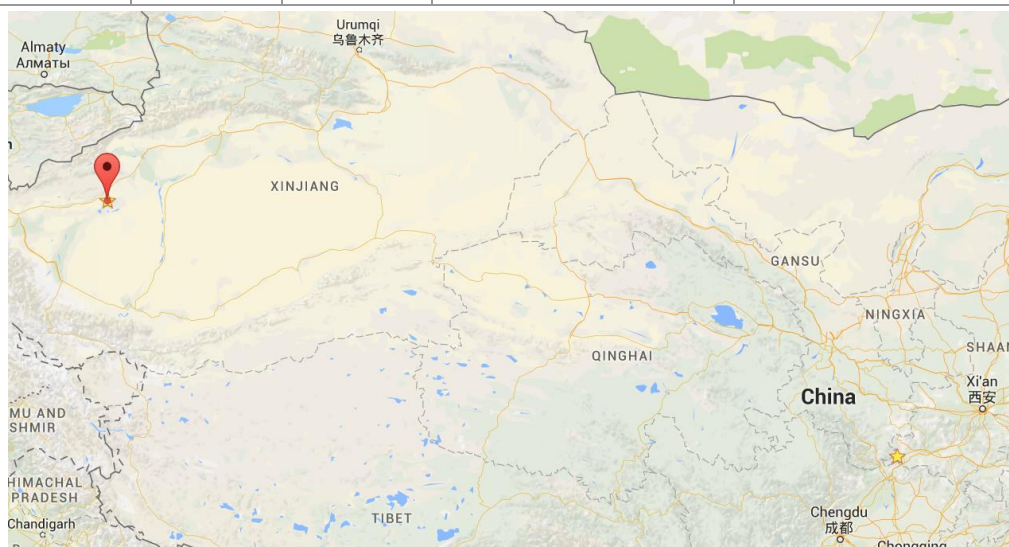 Urumqi
乌鲁木齐
Almaty
Алматы
XINJIANG
GANSU
NINGXIA
SHAAN
QINGHAI
Xi'an
西安
China
MU AND
SHMIR
HIMACHAL
PRADESH
TIBET
Chengdu
成都
Chandigarh
Chongqing